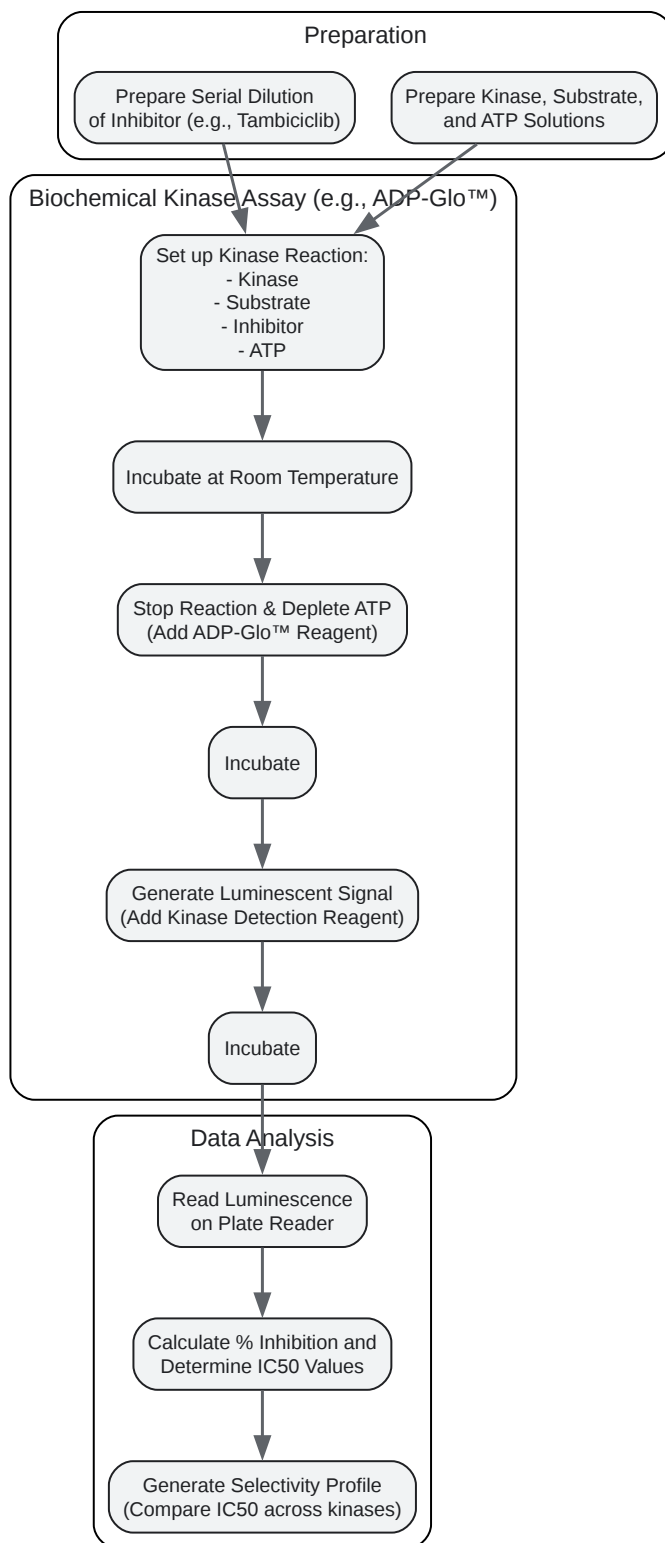 Preparation
Prepare Serial Dilution
of Inhibitor (e.g., Tambiciclib)
Prepare Kinase, Substrate,
and ATP Solutions
Biochemical Kinase Assay (e.g., ADP-Glo™)
Set up Kinase Reaction:
- Kinase
- Substrate
- Inhibitor
- ATP
Incubate at Room Temperature
Stop Reaction & Deplete ATP
(Add ADP-Glo™ Reagent)
Incubate
Generate Luminescent Signal
(Add Kinase Detection Reagent)
Incubate
Data Analysis
Read Luminescence
on Plate Reader
Calculate % Inhibition and
Determine IC50 Values
Generate Selectivity Profile
(Compare IC50 across kinases)